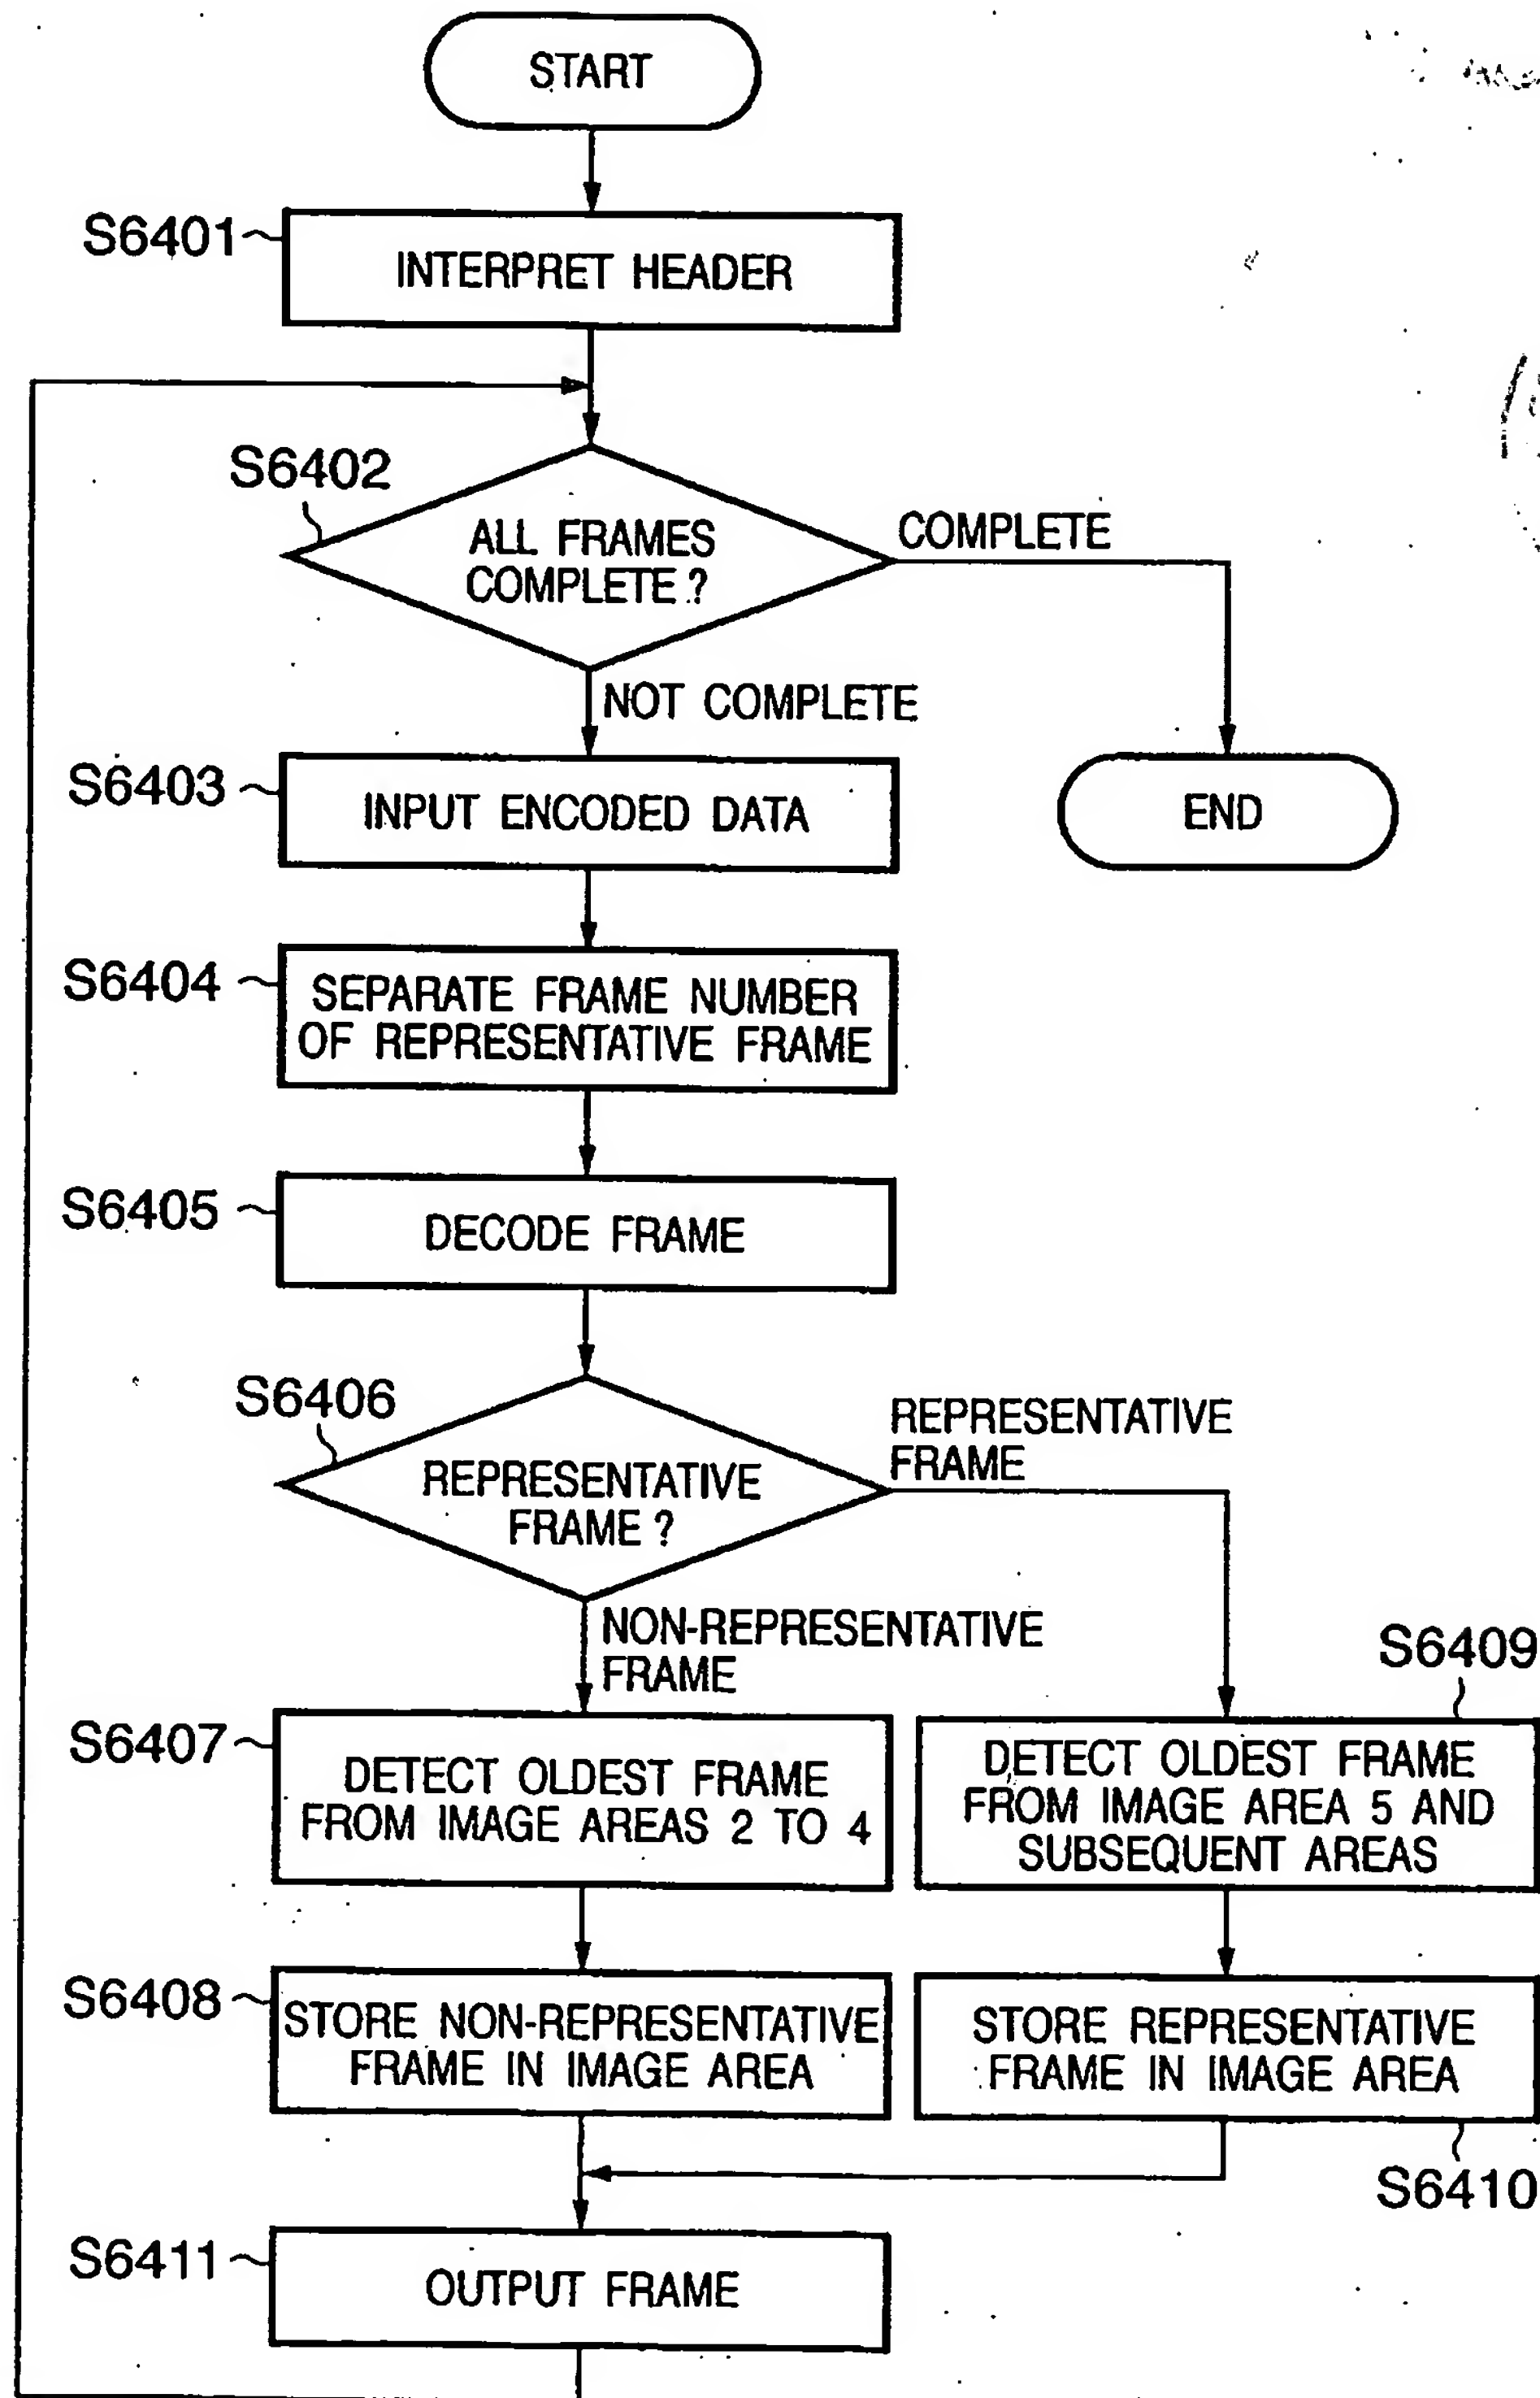 START
S6401
INTERPRET HEADER
S6402
ALL FRAMES
COMPLETE ?
COMPLETE
NOT COMPLETE
S6403
INPUT ENCODED DATA
END
S6404
SEPARATE FRAME NUMBER
OF REPRESENTATIVE FRAME
S6405
DECODE FRAME
S6406
REPRESENTATIVE
FRAME ?
REPRESENTATIVE
FRAME
NON-REPRESENTATIVE
FRAME
S6407
DETECT OLDEST FRAME
FROM IMAGE AREAS 2 TO 4
S6409
DETECT OLDEST FRAME
FROM IMAGE AREA 5 AND
SUBSEQUENT AREAS
S6408
STORE NON-REPRESENTATIVE
FRAME IN IMAGE AREA
STORE REPRESENTATIVE
FRAME IN IMAGE AREA
S6410
S6411
OUTPUT FRAME